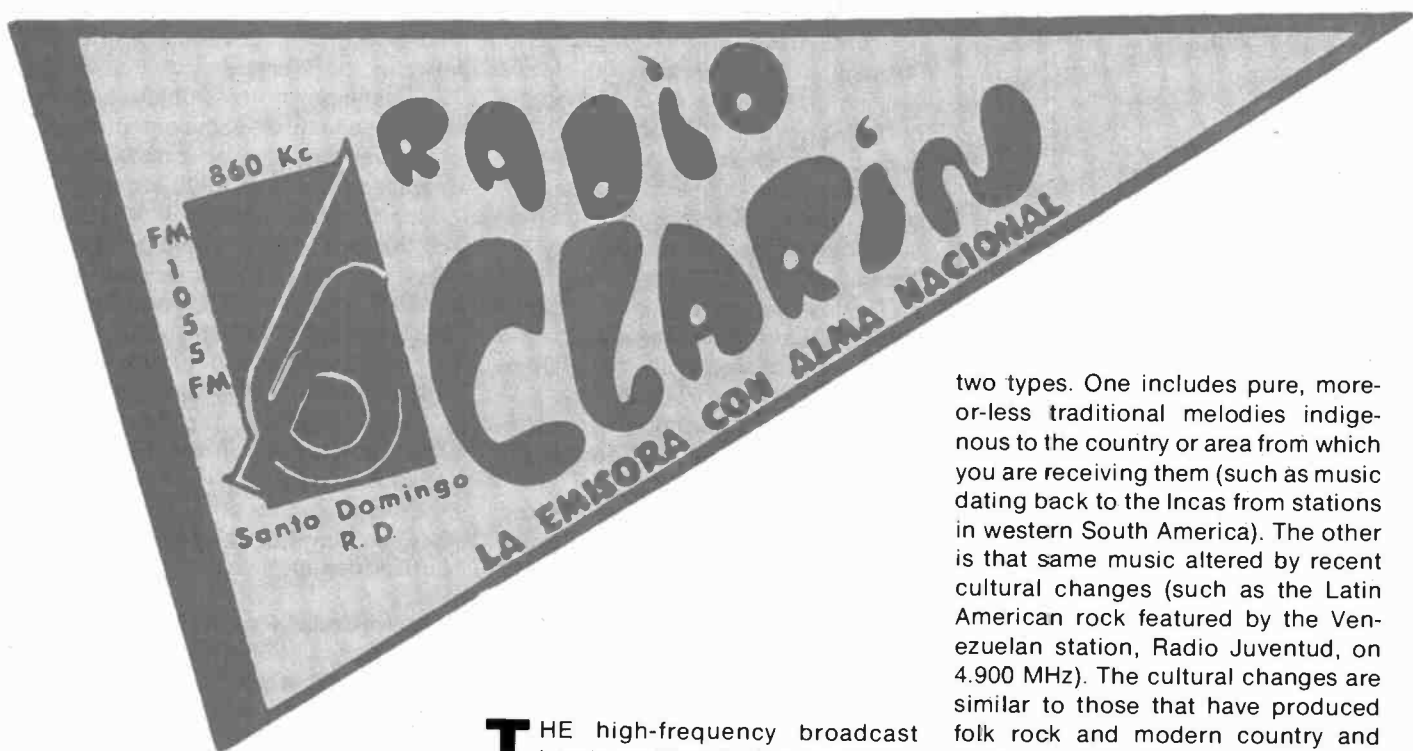 RADIO
CLARIN
LA EMISORA CON ALMA NACIONAL
860 Kc
FM
1
0
5
5
FM
Santo Domingo
R. D.
THE high-frequency broadcast
two types. One includes pure, more-
or-less traditional melodies indige-
nous to the country or area from which
you are receiving them (such as music
dating back to the Incas from stations
in western South America). The other
is that same music altered by recent
cultural changes (such as the Latin
American rock featured by the Ven-
ezuelan station, Radio Juventud, on
4.900 MHz). The cultural changes are
similar to those that have produced
folk rock and modern country and